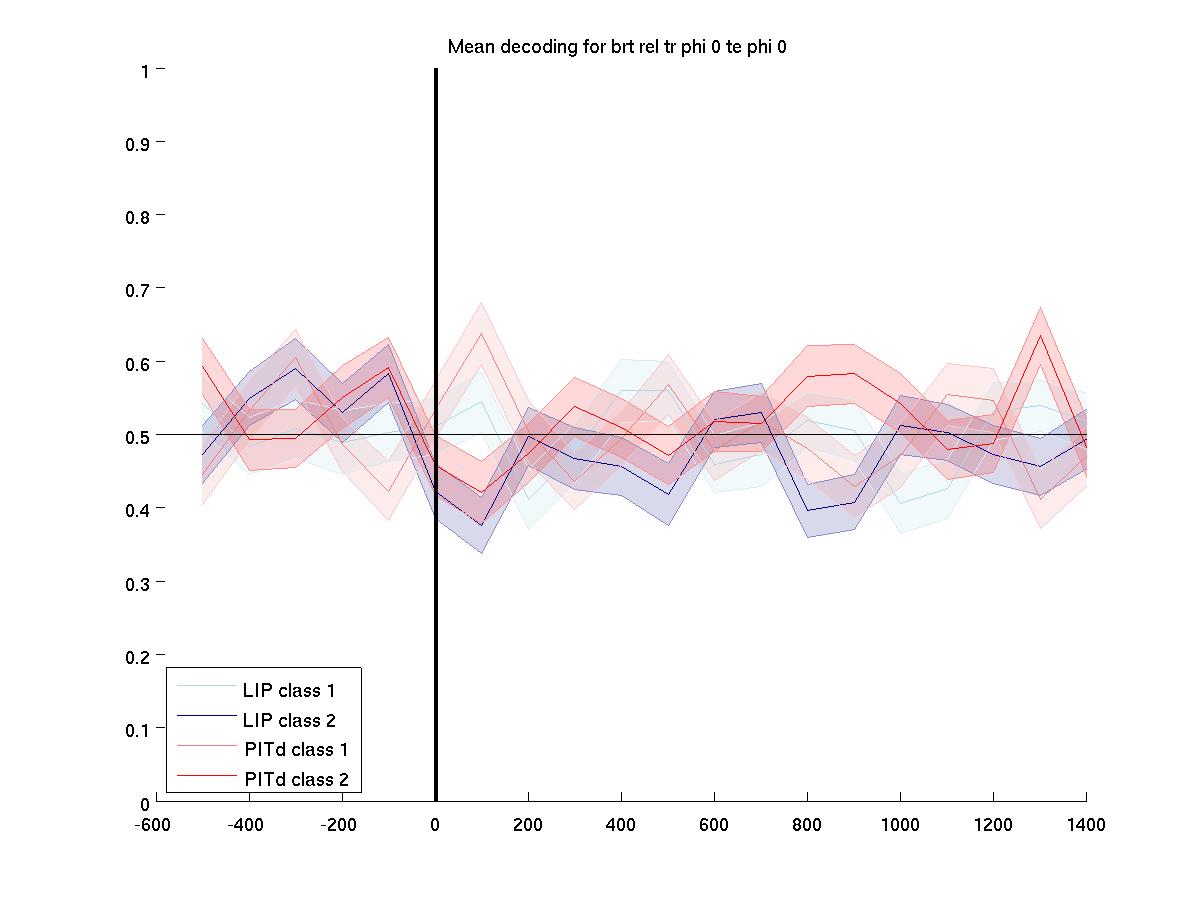 Mean decoding for brt rel tr phi 0 te phi 0
1
0.9
0.8
0.7
0.6
0.5
0.4
0.3
0.2
0.1
0
LIP class 1
LIP class 2
PITd class 1
PITd class 2
-600 -400 -200 0 200 400 600 800 1000 1200 1400